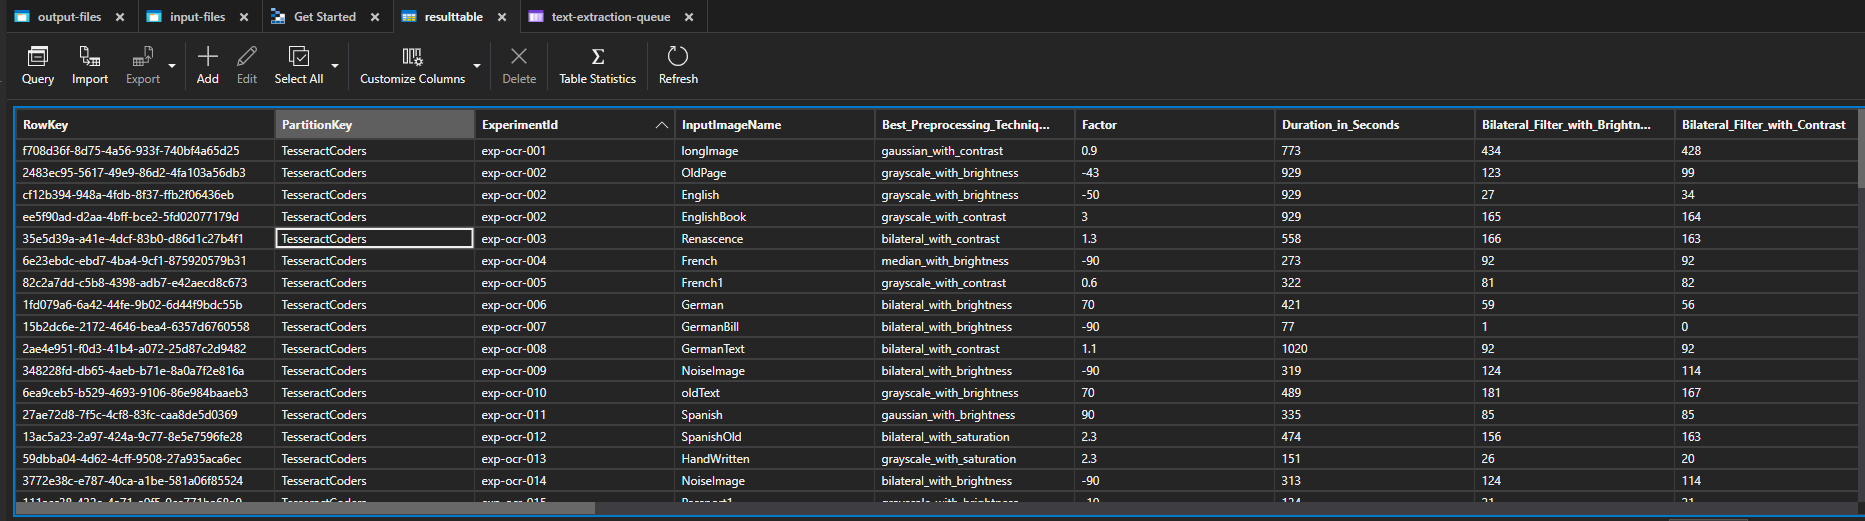 output-files input-files Get Started resulttable text-extraction-queue
Query Import Export Add Edit Select All Customize Columns Delete Table Statistics Refresh
RowKey PartitionKey ExperimentId InputImageName Best_Preprocessing_Techniq... Factor Duration_in_Seconds Bilateral_Filter_with_Brightn... Bilateral_Filter_with_Contrast
f708d36f-8d75-4a56-933f-740bf4a65d25 TesseractCoders exp-ocr-001 longImage gaussian_with_contrast 0.9 773 434 428
2483ec95-5617-49e9-86d2-4fa103a56db3 TesseractCoders exp-ocr-002 OldPage grayscale_with_brightness -43 929 123 99
cf12b394-948a-4fdb-8f37-ffb2f06436eb TesseractCoders exp-ocr-002 English grayscale_with_brightness -50 929 27 34
ee5f90ad-d2aa-4bff-bce2-5fd02077179d TesseractCoders exp-ocr-002 EnglishBook grayscale_with_contrast 3 929 165 164
35e5d39a-a41e-4dcf-83b0-d86d1c27b4f1 TesseractCoders exp-ocr-003 Renascence bilateral_with_contrast 1.3 558 166 163
6e23ebdc-ebd7-4ba4-9cf1-875920579b31 TesseractCoders exp-ocr-004 French median_with_brightness -90 273 92 92
82c2a7dd-c5b8-4398-adb7-e42aecd8c673 TesseractCoders exp-ocr-005 French1 grayscale_with_contrast 0.6 322 81 82
1fd079a6-6a42-44fe-9b02-6d44f9bdc55b TesseractCoders exp-ocr-006 German bilateral_with_brightness 70 421 59 56
15b2dc6e-2172-4646-bea4-6357d6760558 TesseractCoders exp-ocr-007 GermanBill bilateral_with_brightness -90 77 1 0
2ae4e951-f0d3-41b4-a072-25d87c2d9482 TesseractCoders exp-ocr-008 GermanText bilateral_with_contrast 1.1 1020 92 92
348228fd-db65-4aeb-b71e-8a0a7f2e816a TesseractCoders exp-ocr-009 NoiseImage bilateral_with_brightness -90 319 124 114
6ea9ceb5-b529-4693-9106-86e984baaeb3 TesseractCoders exp-ocr-010 oldText grayscale_with_brightness 70 489 181 167
27ae72d8-7f5c-4cf8-83fc-caa8de5d0369 TesseractCoders exp-ocr-011 Spanish gaussian_with_brightness 90 335 85 85
13ac5a23-2a97-424a-9c77-8e5e7596fe28 TesseractCoders exp-ocr-012 SpanishOld bilateral_with_saturation 2.3 474 156 163
59dbba04-4d62-4cff-9508-27a935aca6ec TesseractCoders exp-ocr-013 HandWritten grayscale_with_saturation 2.3 151 26 20
3772e38c-e787-40ca-a1be-581a06f85524 TesseractCoders exp-ocr-014 NoiseImage bilateral_with_brightness -90 313 124 114
TesseractCoders exp-ocr-015